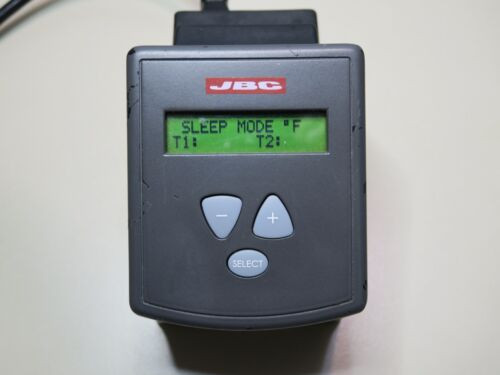 JBC
SLEEP MODE °F
T1: T2:
− +
SELECT